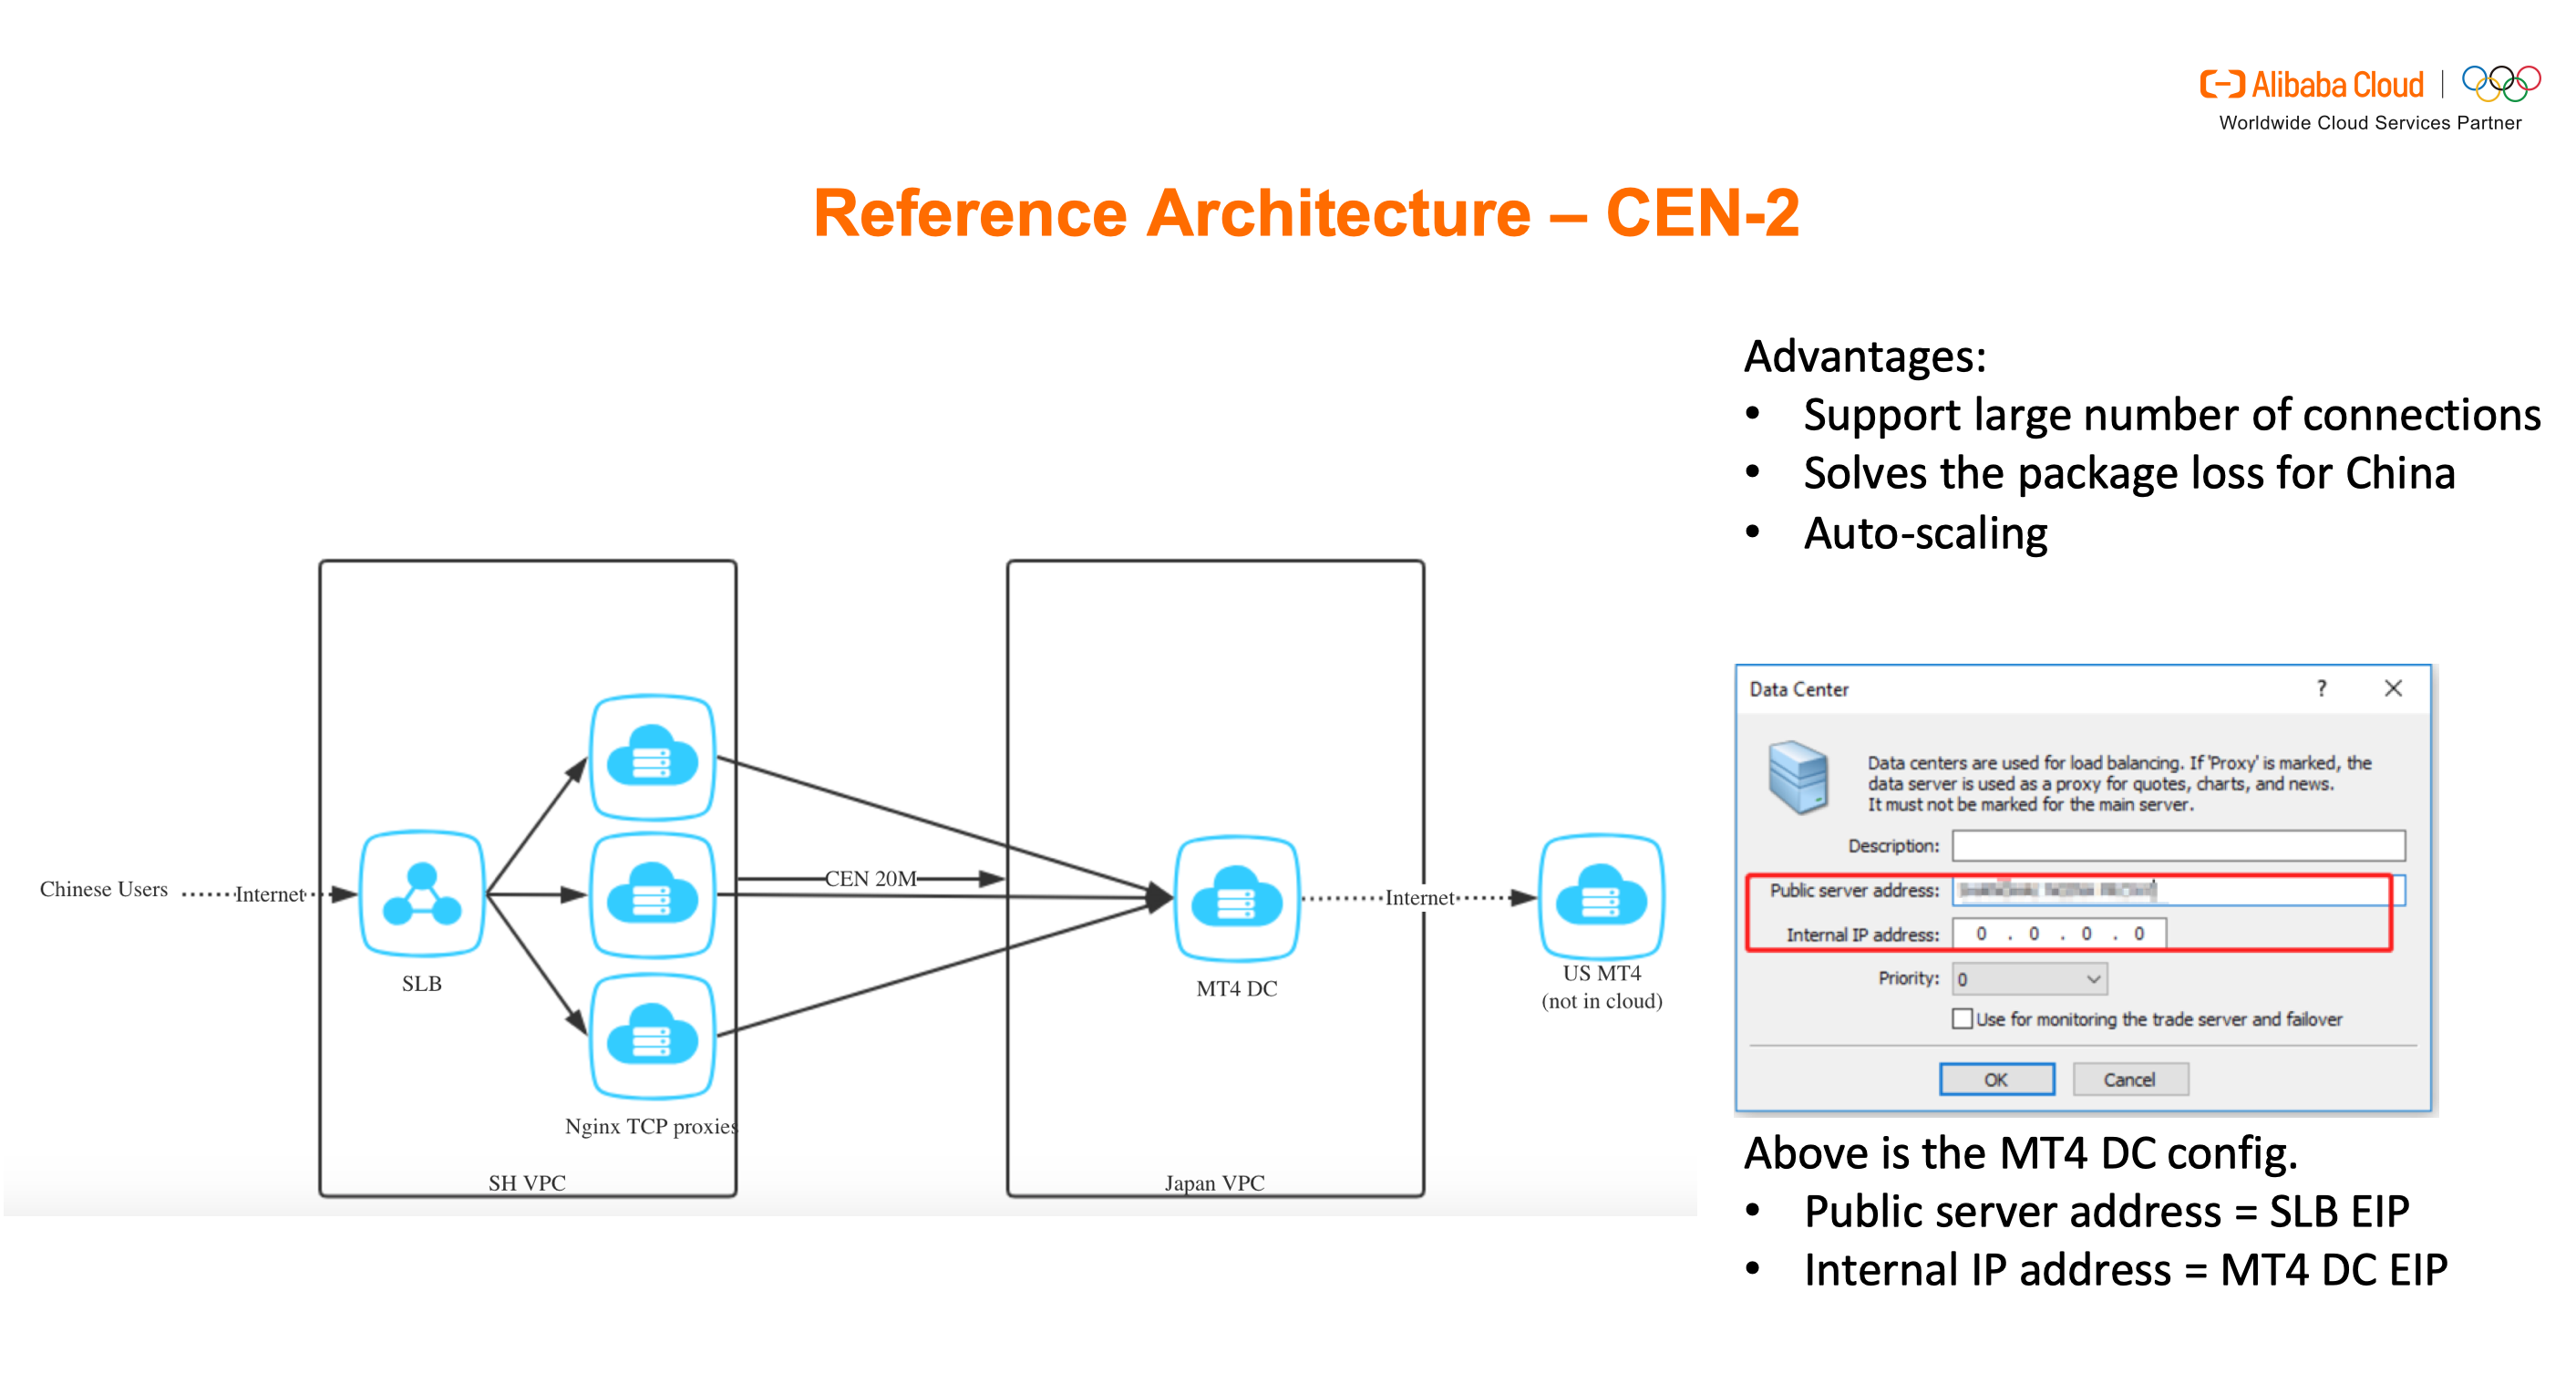 Alibaba Cloud
Worldwide Cloud Services Partner
Reference Architecture – CEN-2
Advantages:
• Support large number of connections
• Solves the package loss for China
• Auto-scaling
Chinese Users
Internet
SLB
Nginx TCP proxies
SH VPC
CEN 20M
MT4 DC
Japan VPC
Internet
US MT4
(not in cloud)
Data Center
?
Data centers are used for load balancing. If 'Proxy' is marked, the
data server is used as a proxy for quotes, charts, and news.
It must not be marked for the main server.
Description:
Public server address:
Internal IP address: 0 . 0 . 0 . 0
Priority: 0
Use for monitoring the trade server and failover
OK Cancel
Above is the MT4 DC config.
• Public server address = SLB EIP
• Internal IP address = MT4 DC EIP